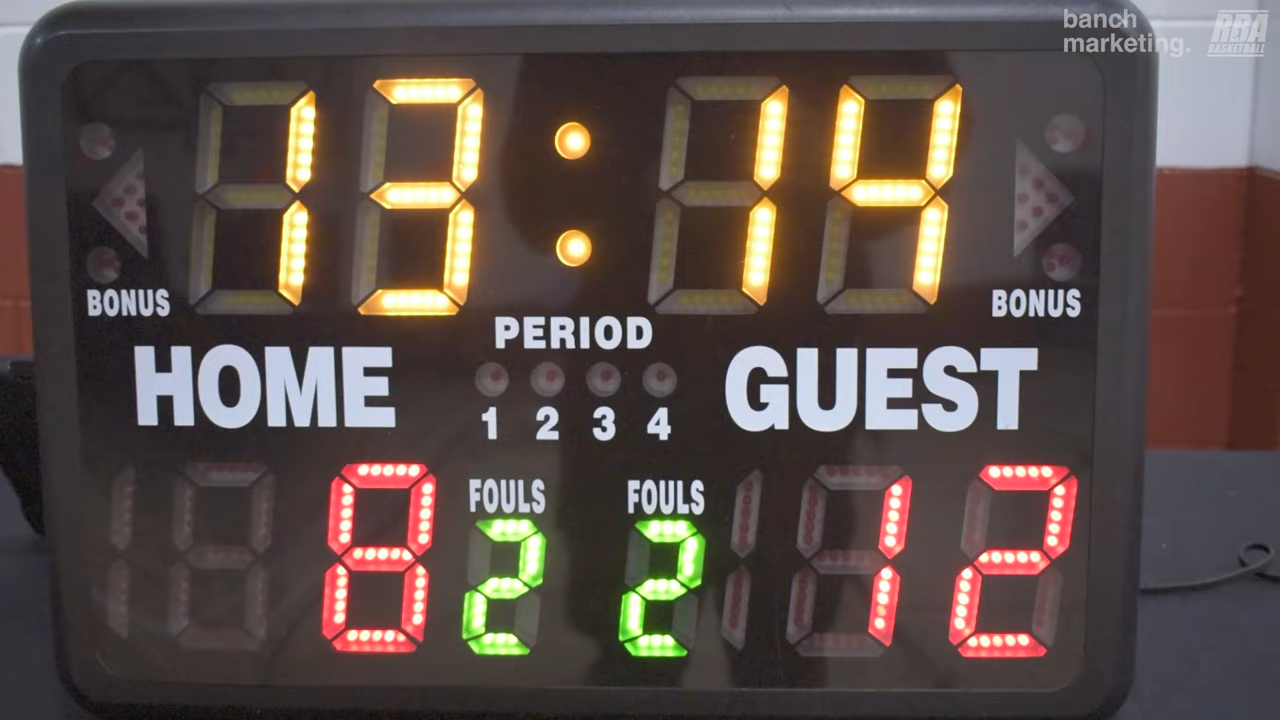 banch
marketing.
RBA
BASKETBALL
13:14
BONUS
BONUS
PERIOD
HOME
GUEST
1 2 3 4
FOULS
FOULS
8
2
2
12